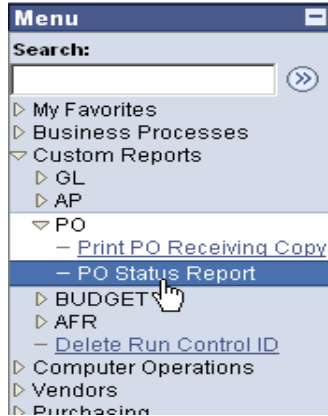 Menu
Search:
My Favorites
Business Processes
Custom Reports
GL
AP
PO
– Print PO Receiving Copy
– PO Status Report
BUDGET
AFR
– Delete Run Control ID
Computer Operations
Vendors
Purchasing